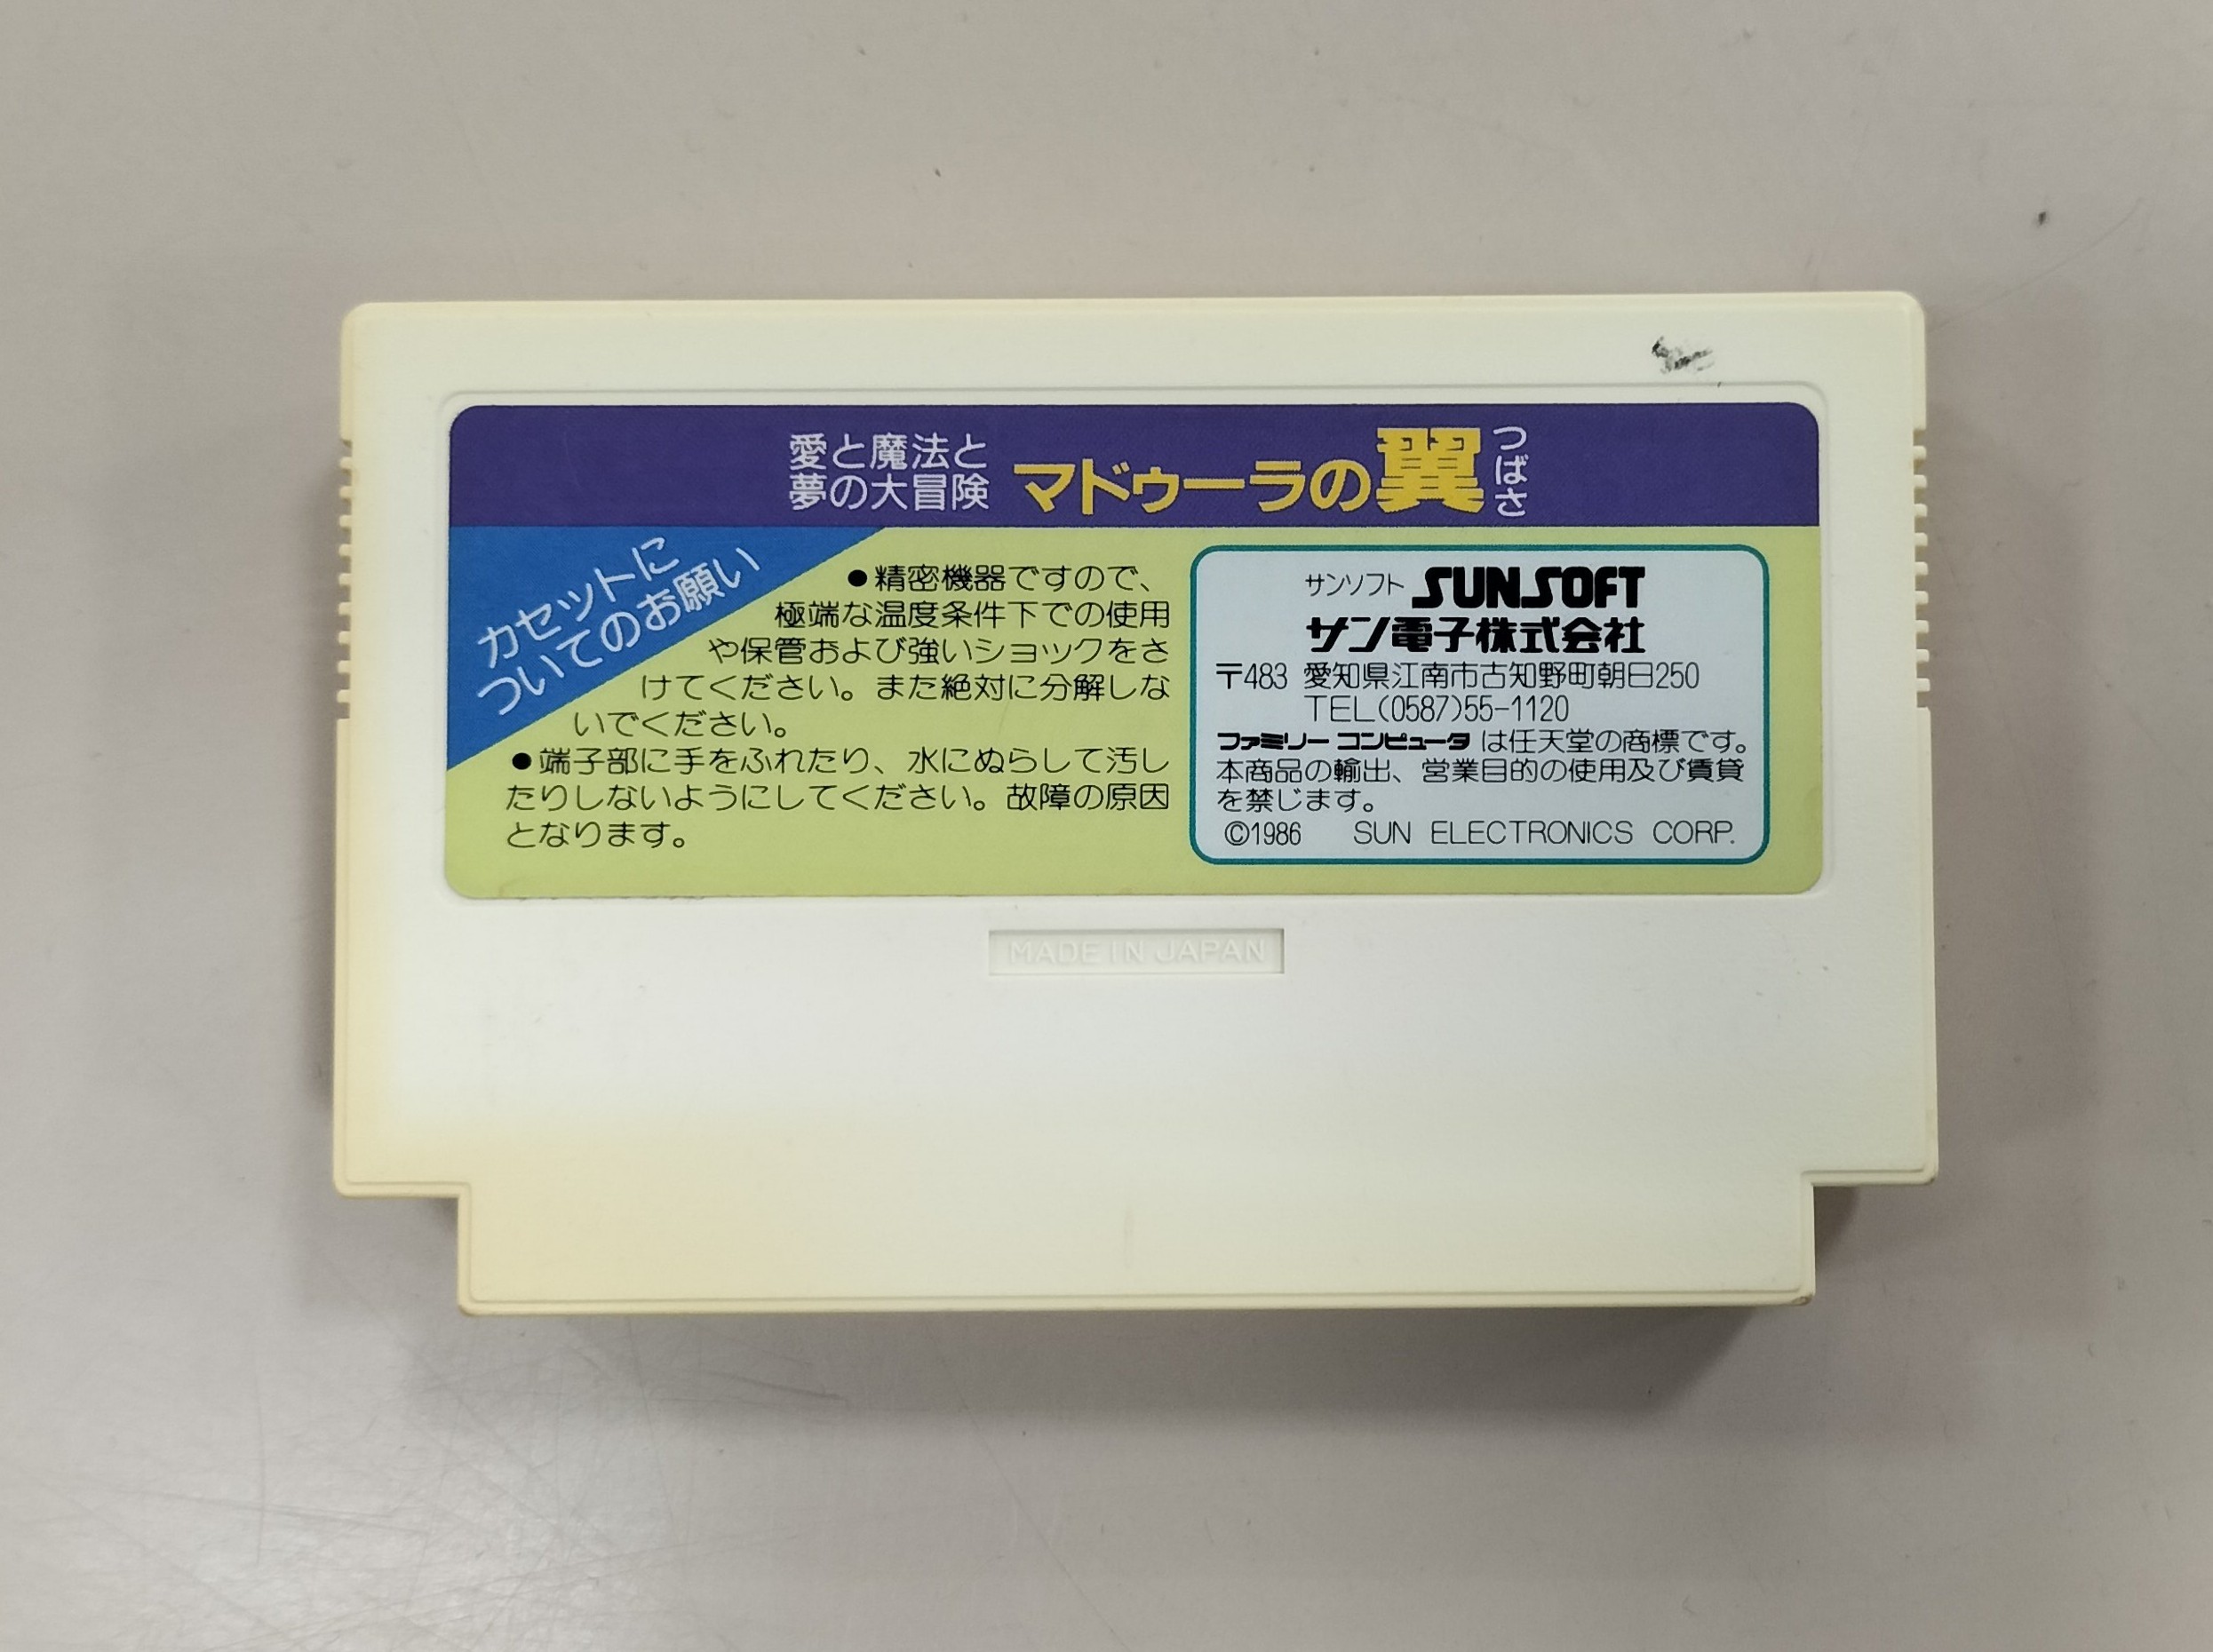 愛と魔法と
夢の大冒険
マドゥーラの翼
つばさ
カセットに
ついてのお願い
●精密機器ですので、
極端な温度条件下での使用
や保管および強いショックをさ
けてください。また絶対に分解しな
いでください。
●端子部に手をふれたり、水にぬらして汚し
たりしないようにしてください。故障の原因
となります。
サンソフト SUNSOFT
サン電子株式会社
〒483 愛知県江南市古知野町朝日250
TEL(0587)55-1120
ファミリーコンピュータ は任天堂の商標です。
本商品の輸出、営業目的の使用及び賃貸
を禁じます。
©1986 SUN ELECTRONICS CORP.
MADE IN JAPAN